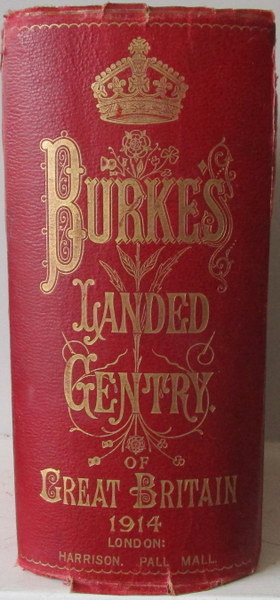 BURKE'S
LANDED
GENTRY.
OF
GREAT BRITAIN
1914
LONDON:
HARRISON. PALL MALL